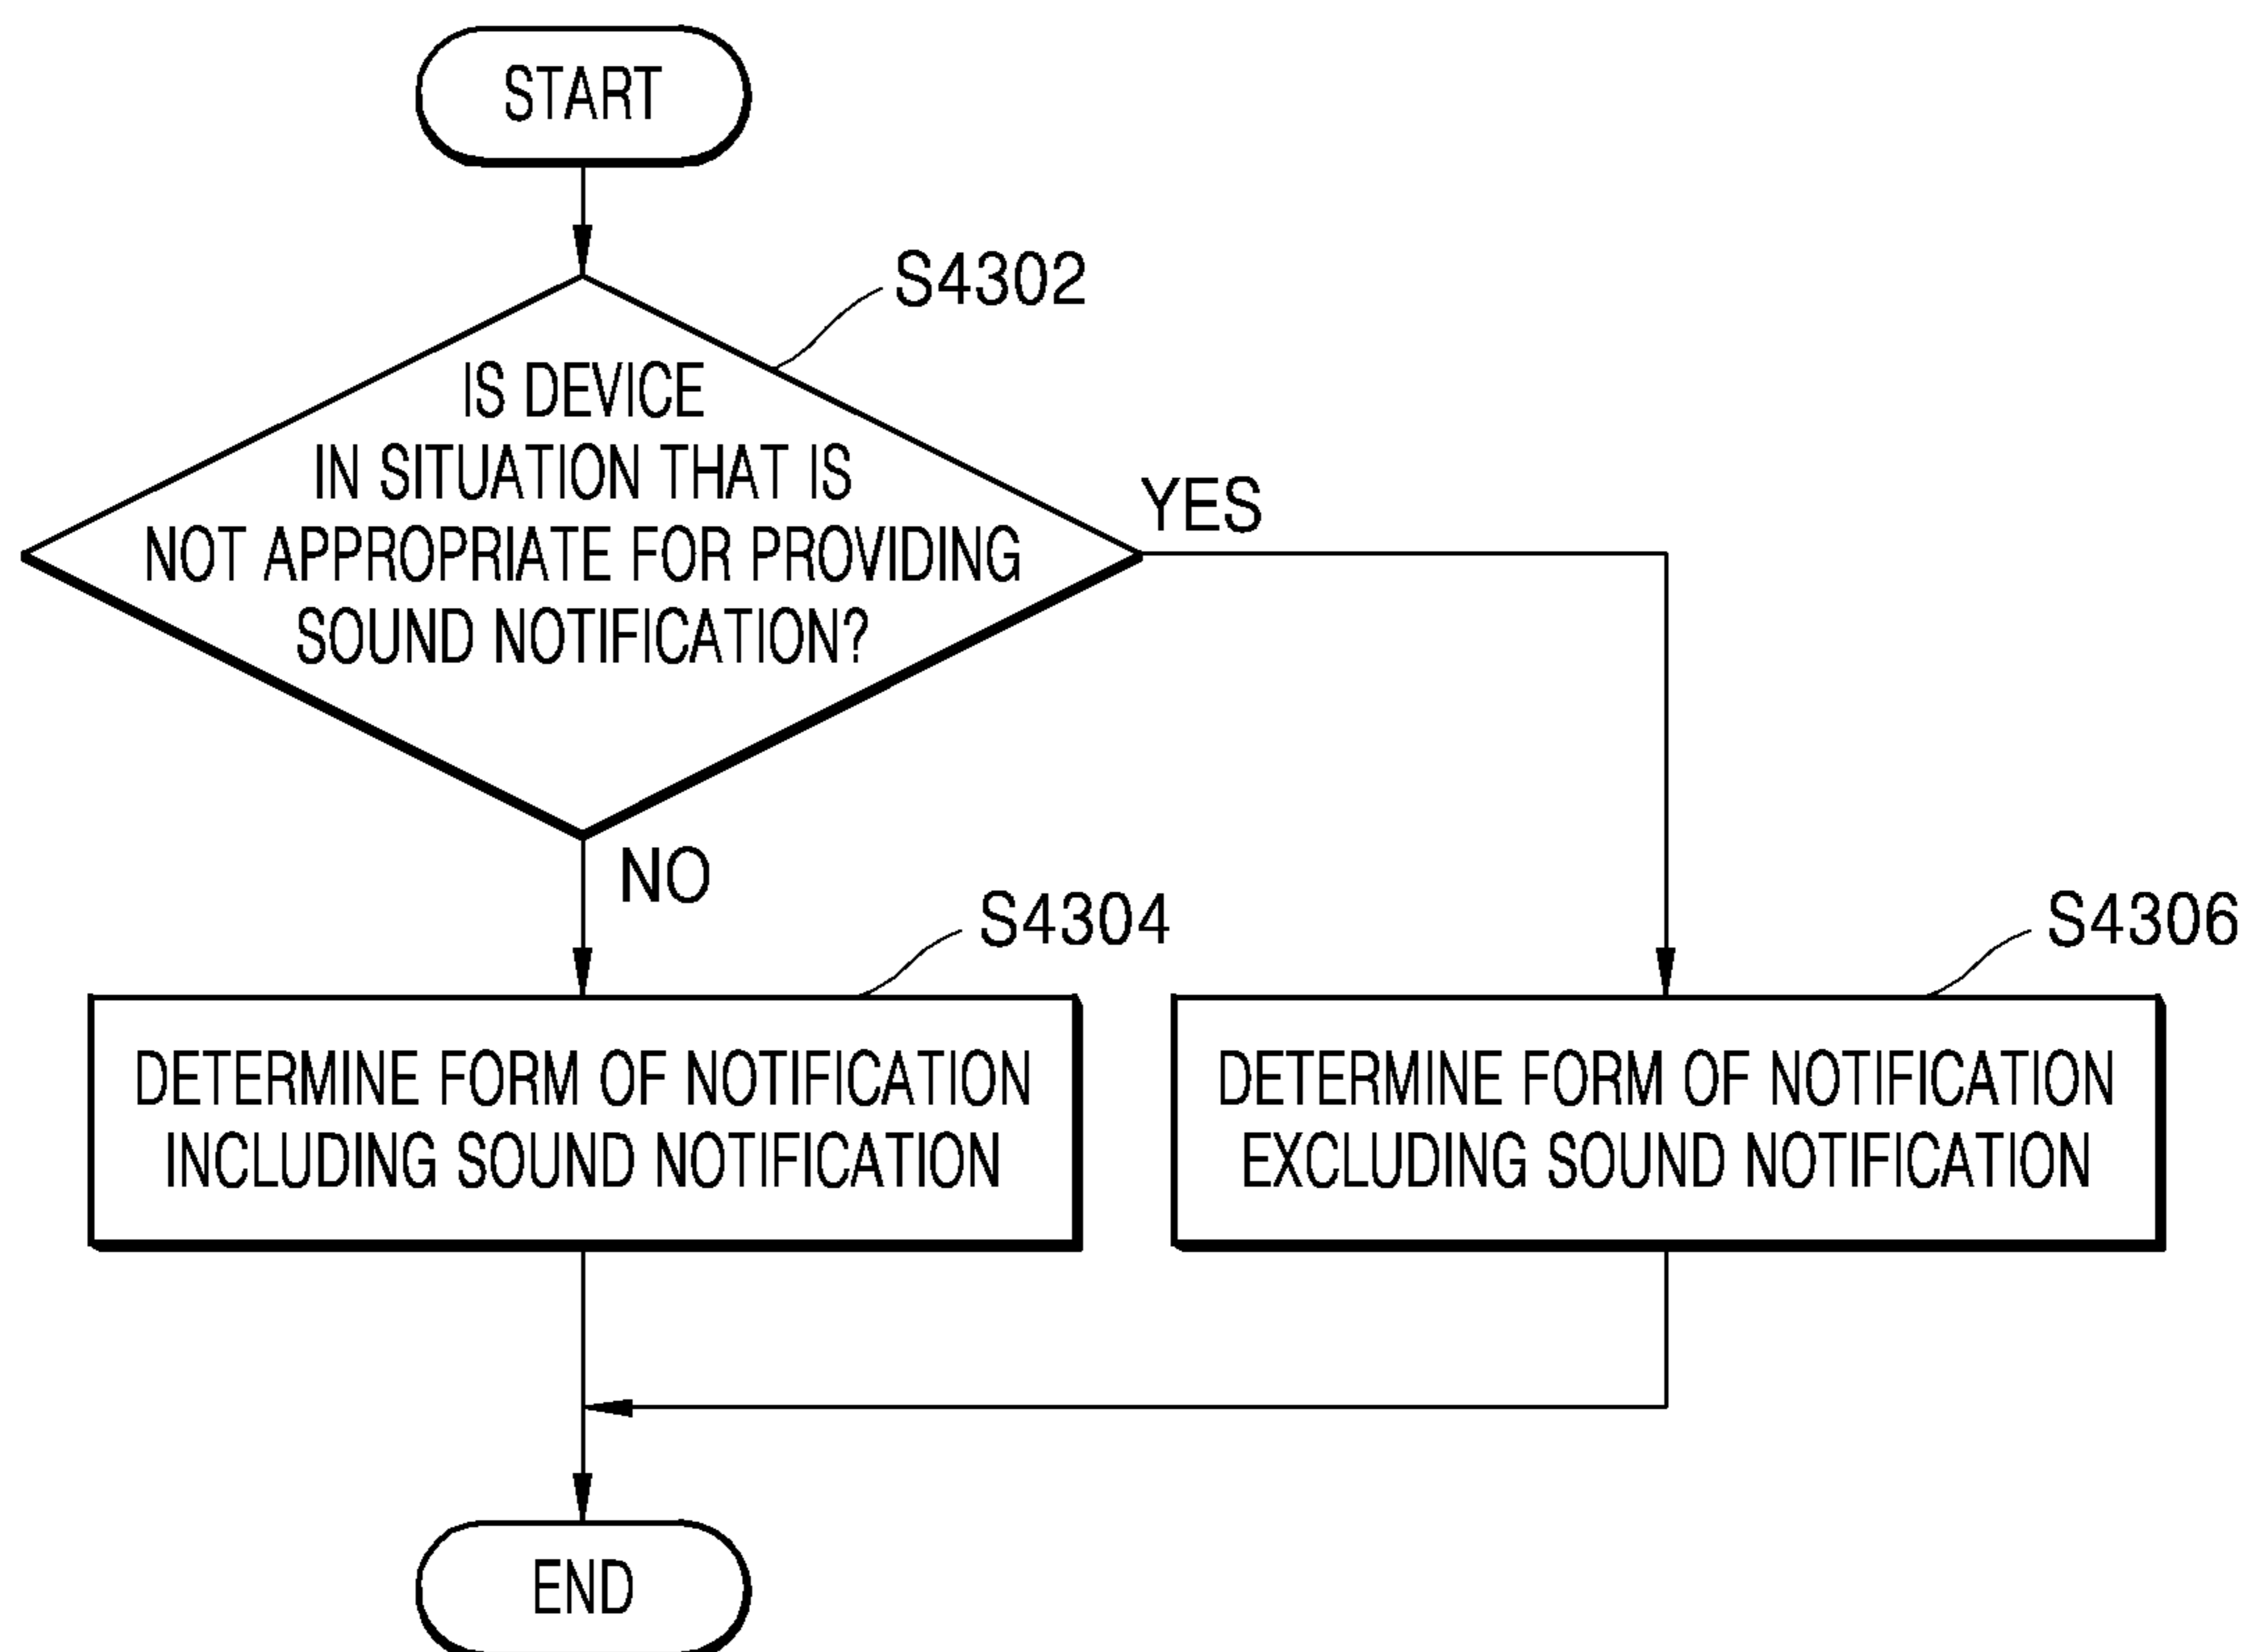 START
S4302
IS DEVICE
IN SITUATION THAT IS
NOT APPROPRIATE FOR PROVIDING
SOUND NOTIFICATION?
YES
NO
S4304
DETERMINE FORM OF NOTIFICATION
INCLUDING SOUND NOTIFICATION
S4306
DETERMINE FORM OF NOTIFICATION
EXCLUDING SOUND NOTIFICATION
END